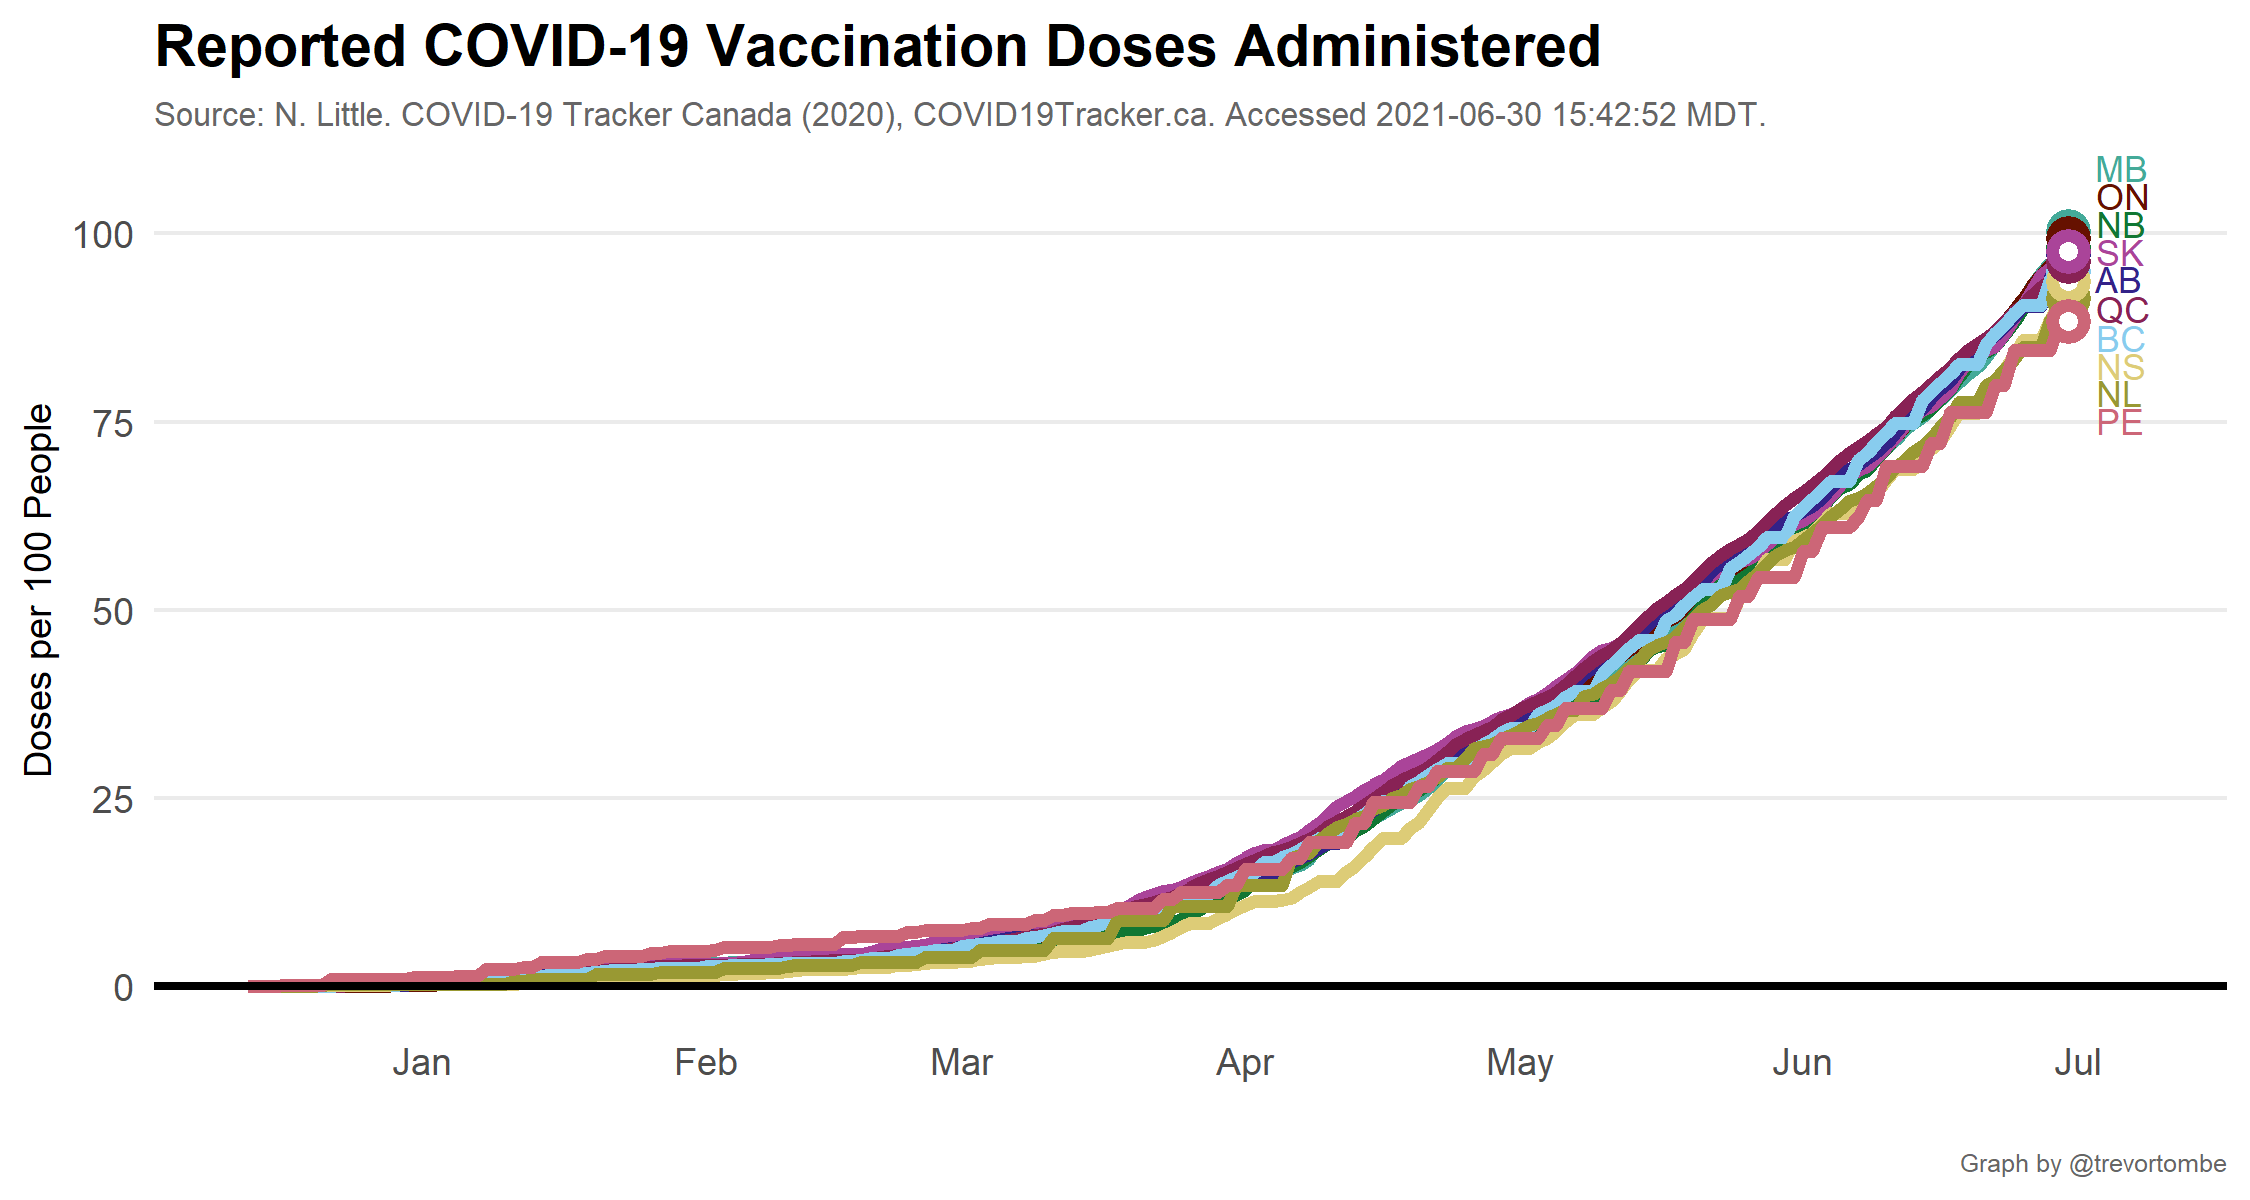 Reported COVID-19 Vaccination Doses Administered
Source: N. Little. COVID-19 Tracker Canada (2020), COVID19Tracker.ca. Accessed 2021-06-30 15:42:52 MDT.
MB
ON
NB
SK
AB
QC
BC
NS
NL
PE
100
75
50
25
0
Doses per 100 People
Jan Feb Mar Apr May Jun Jul
Graph by @trevortombe